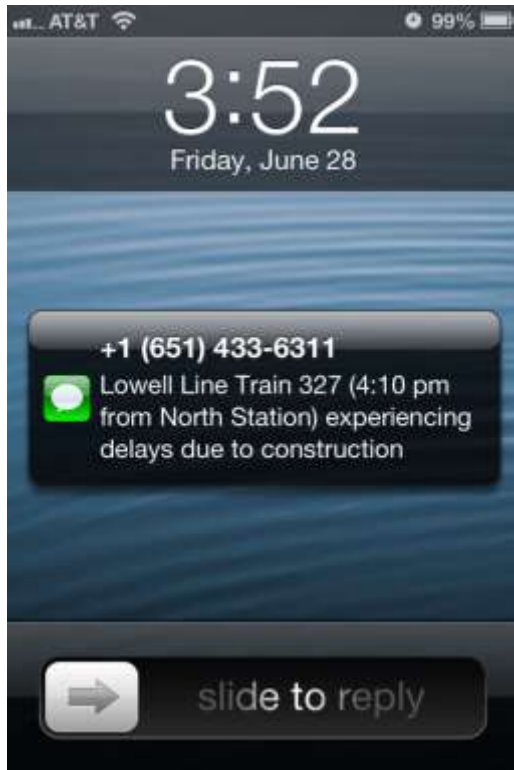 AT&T 99%
3:52
Friday, June 28
+1 (651) 433-6311
Lowell Line Train 327 (4:10 pm
from North Station) experiencing
delays due to construction
slide to reply